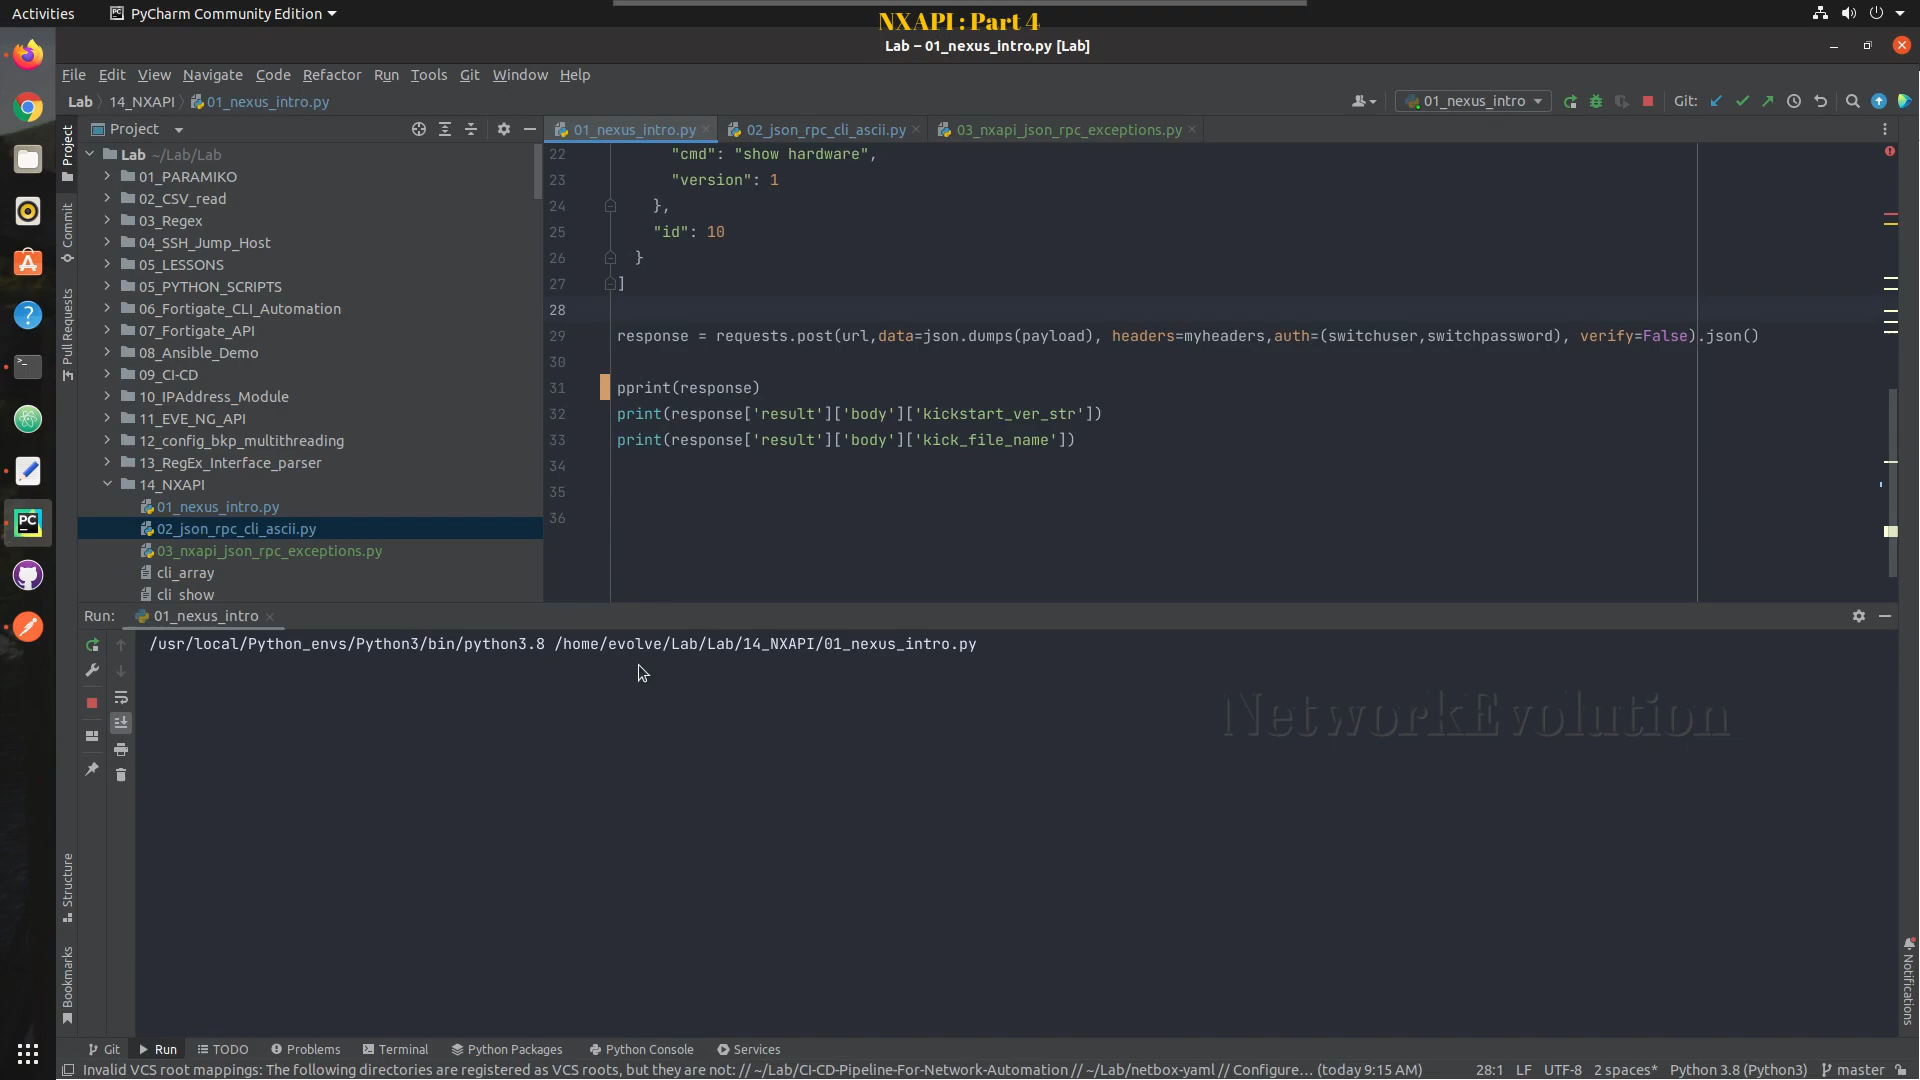 Activities
PyCharm Community Edition
NXAPI : Part 4
Lab – 01_nexus_intro.py [Lab]
File Edit View Navigate Code Refactor Run Tools Git Window Help
Lab 14_NXAPI 01_nexus_intro.py
01_nexus_intro
Git:
Project
01_nexus_intro.py
02_json_rpc_cli_ascii.py
03_nxapi_json_rpc_exceptions.py
Project
Commit
Pull Requests
Structure
Bookmarks
Notifications
Lab ~/Lab/Lab
01_PARAMIKO
02_CSV_read
03_Regex
04_SSH_Jump_Host
05_LESSONS
05_PYTHON_SCRIPTS
06_Fortigate_CLI_Automation
07_Fortigate_API
08_Ansible_Demo
09_CI-CD
10_IPAddress_Module
11_EVE_NG_API
12_config_bkp_multithreading
13_RegEx_Interface_parser
14_NXAPI
01_nexus_intro.py
02_json_rpc_cli_ascii.py
03_nxapi_json_rpc_exceptions.py
cli_array
cli_show
22 "cmd": "show hardware",
23 "version": 1
24 },
25 "id": 10
26 }
27 ]
28
29 response = requests.post(url,data=json.dumps(payload), headers=myheaders,auth=(switchuser,switchpassword), verify=False).json()
30
31 pprint(response)
32 print(response['result']['body']['kickstart_ver_str'])
33 print(response['result']['body']['kick_file_name'])
34
35
36
Run: 01_nexus_intro
/usr/local/Python_envs/Python3/bin/python3.8 /home/evolve/Lab/Lab/14_NXAPI/01_nexus_intro.py
NetworkEvolution
Git Run TODO Problems Terminal Python Packages Python Console Services
Invalid VCS root mappings: The following directories are registered as VCS roots, but they are not: // ~/Lab/CI-CD-Pipeline-For-Network-Automation // ~/Lab/netbox-yaml // Configure... (today 9:15 AM)
28:1 LF UTF-8 2 spaces* Python 3.8 (Python3) master